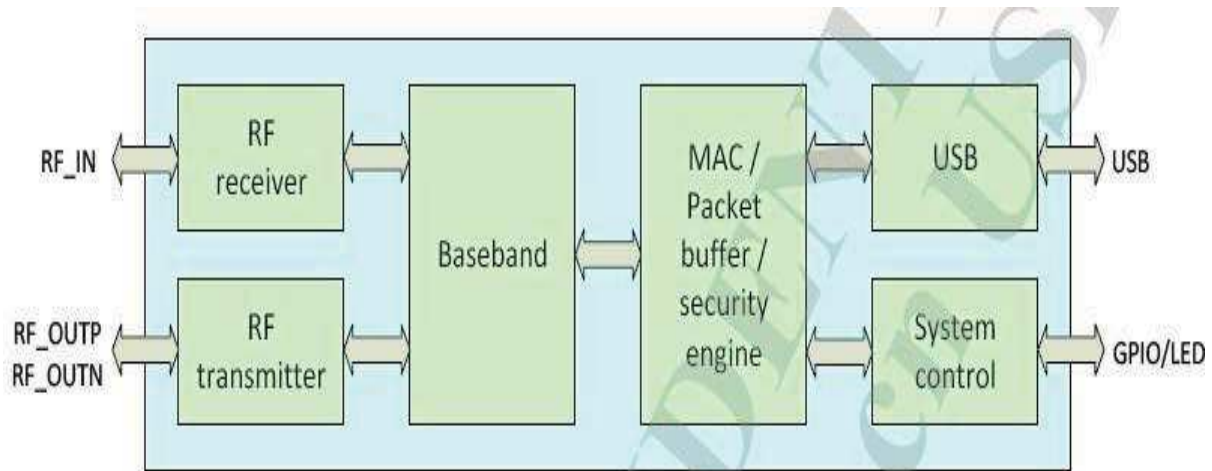 RF_IN
RF
receiver
RF_OUTP
RF_OUTN
RF
transmitter
Baseband
MAC /
Packet
buffer /
security
engine
USB
USB
System
control
GPIO/LED